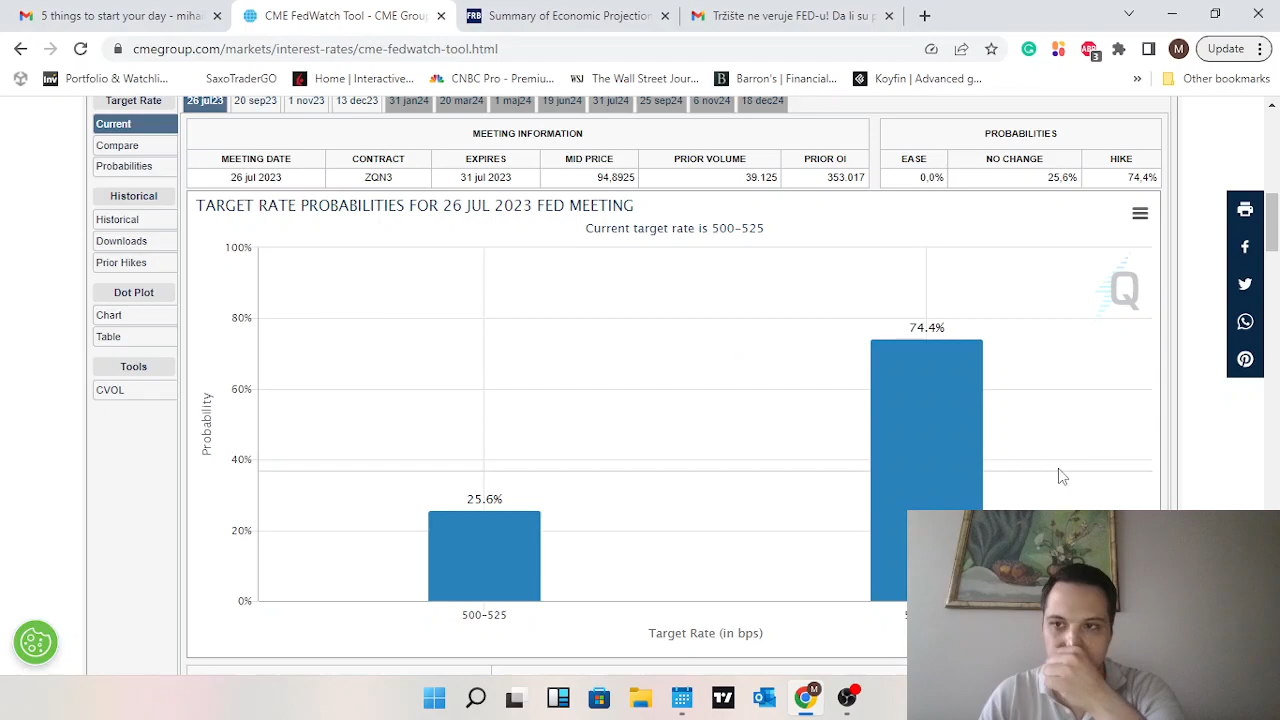 5 things to start your day - miha
CME FedWatch Tool - CME Grou
FRB
Summary of Economic Projection
Tržište ne veruje FED-u! Da li su p
cmegroup.com/markets/interest-rates/cme-fedwatch-tool.html
ABP
3
M
Update
Inv
Portfolio & Watchli...
SaxoTraderGO
Home | Interactive...
CNBC Pro - Premiu...
WSJ
The Wall Street Jour...
B
Barron's | Financial...
Koyfin | Advanced g...
»
Other bookmarks
Target Rate
26 jul23
20 sep23
1 nov23
13 dec23
31 jan24
20 mar24
1 maj24
19 jun24
31 jul24
25 sep24
6 nov24
18 dec24
Current
Compare
Probabilities
Historical
Historical
Downloads
Prior Hikes
Dot Plot
Chart
Table
Tools
CVOL
MEETING INFORMATION
PROBABILITIES
MEETING DATE CONTRACT EXPIRES MID PRICE PRIOR VOLUME PRIOR OI EASE NO CHANGE HIKE
26 jul 2023 ZQN3 31 jul 2023 94,8925 39.125 353.017 0,0% 25,6% 74,4%
TARGET RATE PROBABILITIES FOR 26 JUL 2023 FED MEETING
Current target rate is 500-525
Q
100%
80%
60%
40%
20%
0%
Probability
74.4%
25.6%
500-525
Target Rate (in bps)
M